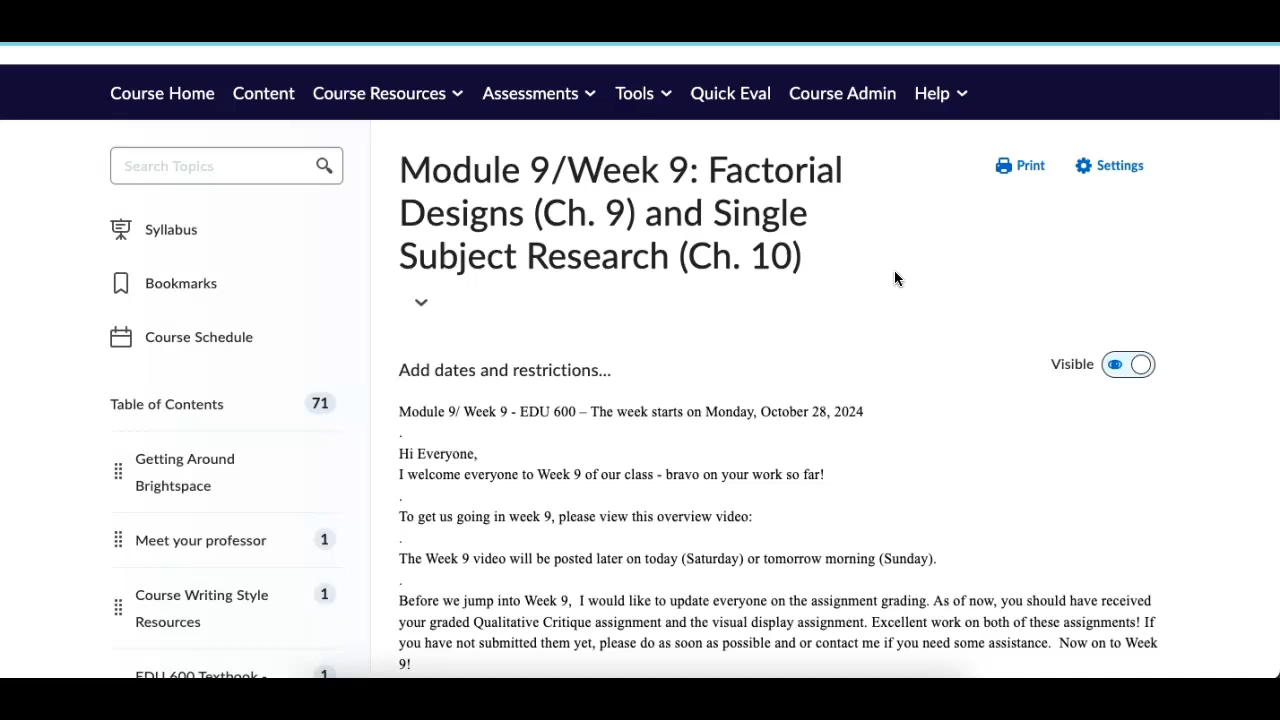 Course Home Content Course Resources Assessments Tools Quick Eval Course Admin Help
Search Topics
Syllabus
Bookmarks
Course Schedule
Table of Contents 71
Getting Around
Brightspace
Meet your professor 1
Course Writing Style 1
Resources
EDU 600 Textbook - 1
Module 9/Week 9: Factorial
Designs (Ch. 9) and Single
Subject Research (Ch. 10)
Print Settings
Add dates and restrictions...
Visible
Module 9/ Week 9 - EDU 600 – The week starts on Monday, October 28, 2024
.
Hi Everyone,
I welcome everyone to Week 9 of our class - bravo on your work so far!
.
To get us going in week 9, please view this overview video:
.
The Week 9 video will be posted later on today (Saturday) or tomorrow morning (Sunday).
.
Before we jump into Week 9,  I would like to update everyone on the assignment grading. As of now, you should have received
your graded Qualitative Critique assignment and the visual display assignment. Excellent work on both of these assignments! If
you have not submitted them yet, please do as soon as possible and or contact me if you need some assistance.  Now on to Week
9!